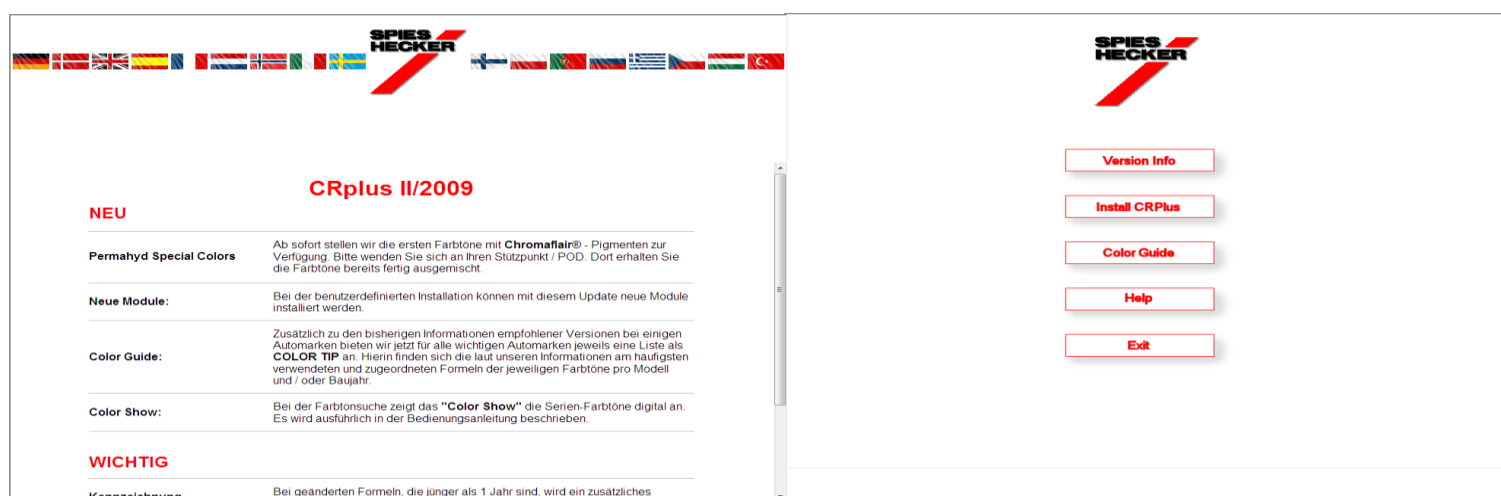 SPIES
HECKER
CRplus II/2009
NEU
Permahyd Special Colors
Ab sofort stellen wir die ersten Farbtöne mit Chromaflair® - Pigmenten zur
Verfügung. Bitte wenden Sie sich an Ihren Stützpunkt / POD. Dort erhalten Sie
die Farbtöne bereits fertig ausgemischt.
Neue Module:
Bei der benutzerdefinierten Installation können mit diesem Update neue Module
installiert werden.
Color Guide:
Zusätzlich zu den bisherigen Informationen empfohlener Versionen bei einigen
Automarken bieten wir jetzt für alle wichtigen Automarken jeweils eine Liste als
COLOR TIP an. Hierin finden sich die laut unseren Informationen am häufigsten
verwendeten und zugeordneten Formeln der jeweiligen Farbtöne pro Modell
und / oder Baujahr.
Color Show:
Bei der Farbtonsuche zeigt das "Color Show" die Serien-Farbtöne digital an.
Es wird ausführlich in der Bedienungsanleitung beschrieben.
WICHTIG
Kennzeichnung
Bei geänderten Formeln, die jünger als 1 Jahr sind, wird ein zusätzliches
SPIES
HECKER
Version Info
Install CRPlus
Color Guide
Help
Exit